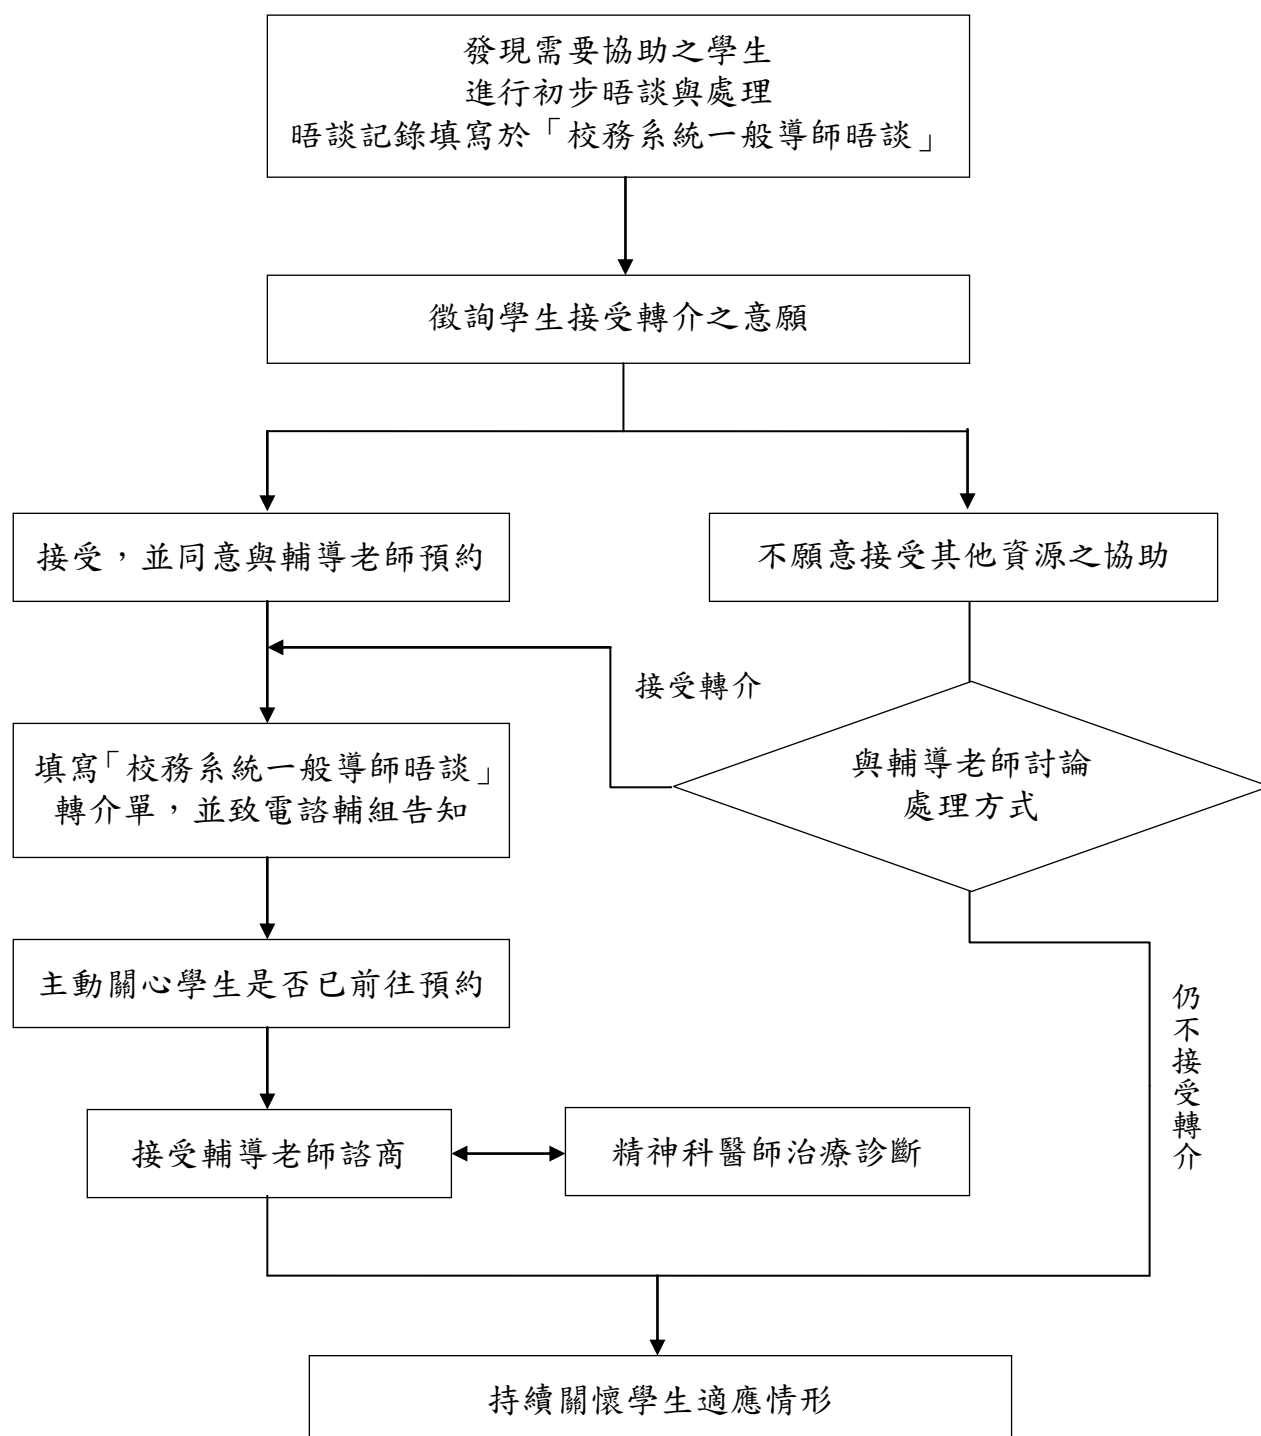 發現需要協助之學生
進行初步晤談與處理
晤談記錄填寫於「校務系統一般導師晤談」
徵詢學生接受轉介之意願
接受，並同意與輔導老師預約
不願意接受其他資源之協助
接受轉介
與輔導老師討論
處理方式
填寫「校務系統一般導師晤談」
轉介單，並致電諮輔組告知
主動關心學生是否已前往預約
仍不接受轉介
接受輔導老師諮商
精神科醫師治療診斷
持續關懷學生適應情形